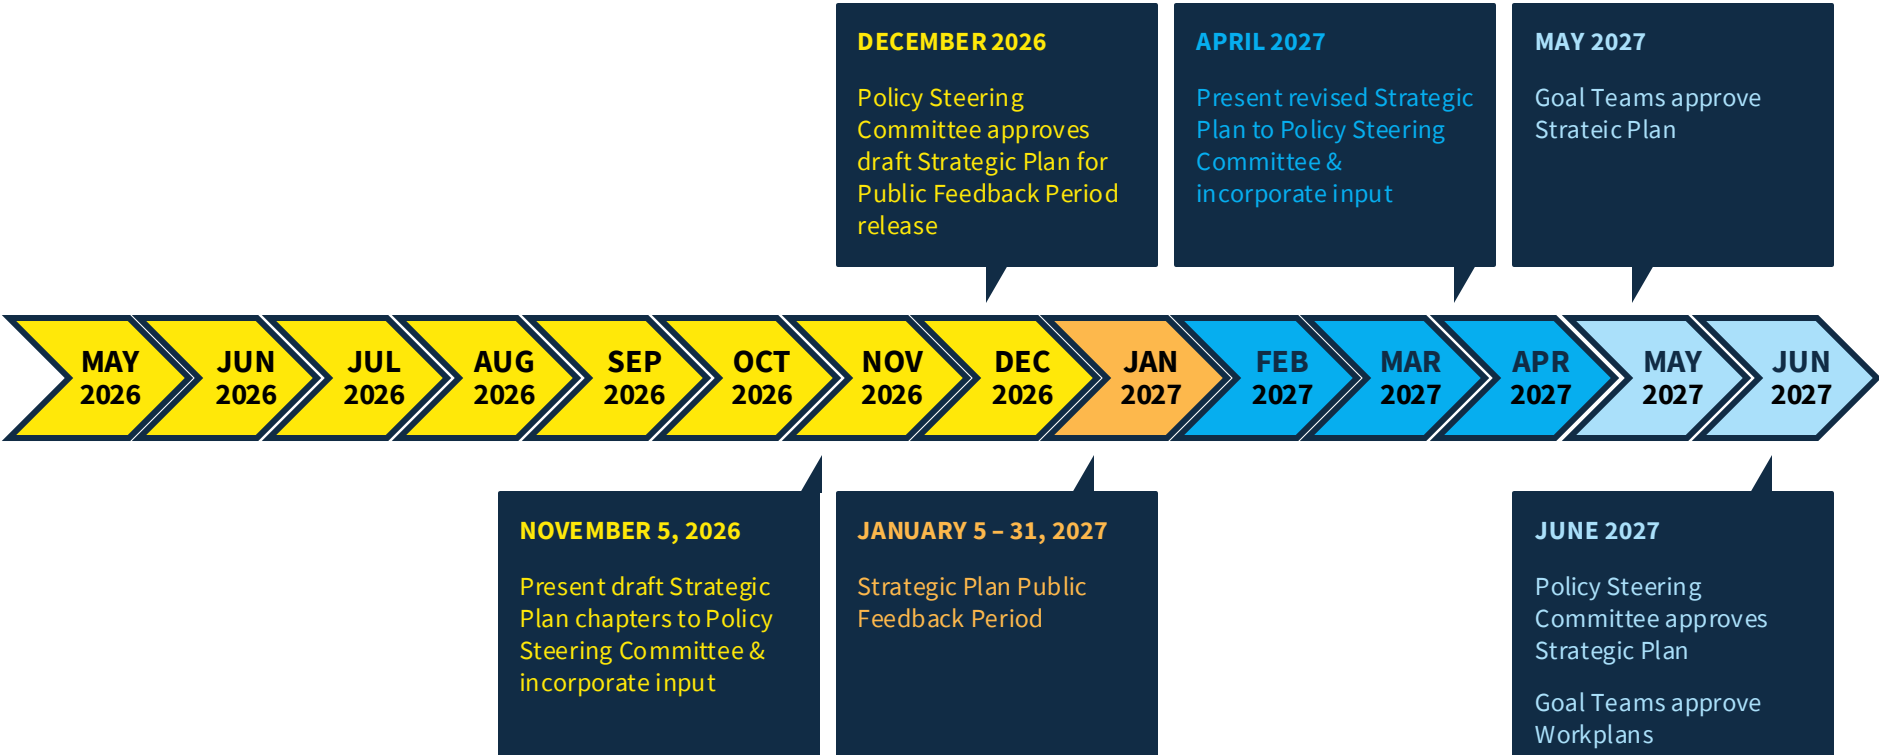 DECEMBER 2026
Policy Steering
Committee approves
draft Strategic Plan for
Public Feedback Period
release
APRIL 2027
Present revised Strategic
Plan to Policy Steering
Committee &
incorporate input
MAY 2027
Goal Teams approve
Strateic Plan
MAY
2026
JUN
2026
JUL
2026
AUG
2026
SEP
2026
OCT
2026
NOV
2026
DEC
2026
JAN
2027
FEB
2027
MAR
2027
APR
2027
MAY
2027
JUN
2027
NOVEMBER 5, 2026
Present draft Strategic
Plan chapters to Policy
Steering Committee &
incorporate input
JANUARY 5 – 31, 2027
Strategic Plan Public
Feedback Period
JUNE 2027
Policy Steering
Committee approves
Strategic Plan
Goal Teams approve
Workplans